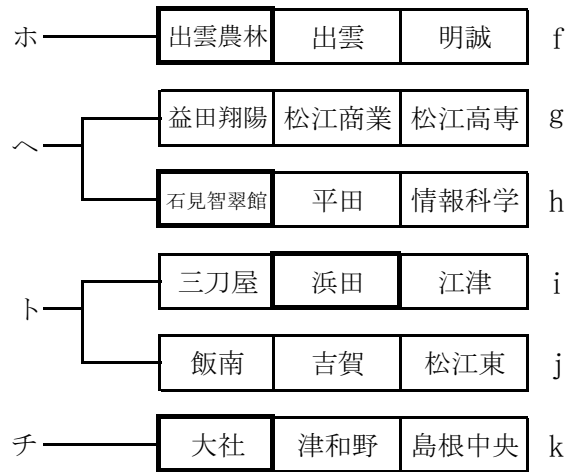 ホ 出雲農林 出雲 明誠 f
益田翔陽 松江商業 松江高専 g
ヘ
石見智翠館 平田 情報科学 h
三刀屋 浜田 江津 i
ト
飯南 吉賀 松江東 j
チ 大社 津和野 島根中央 k